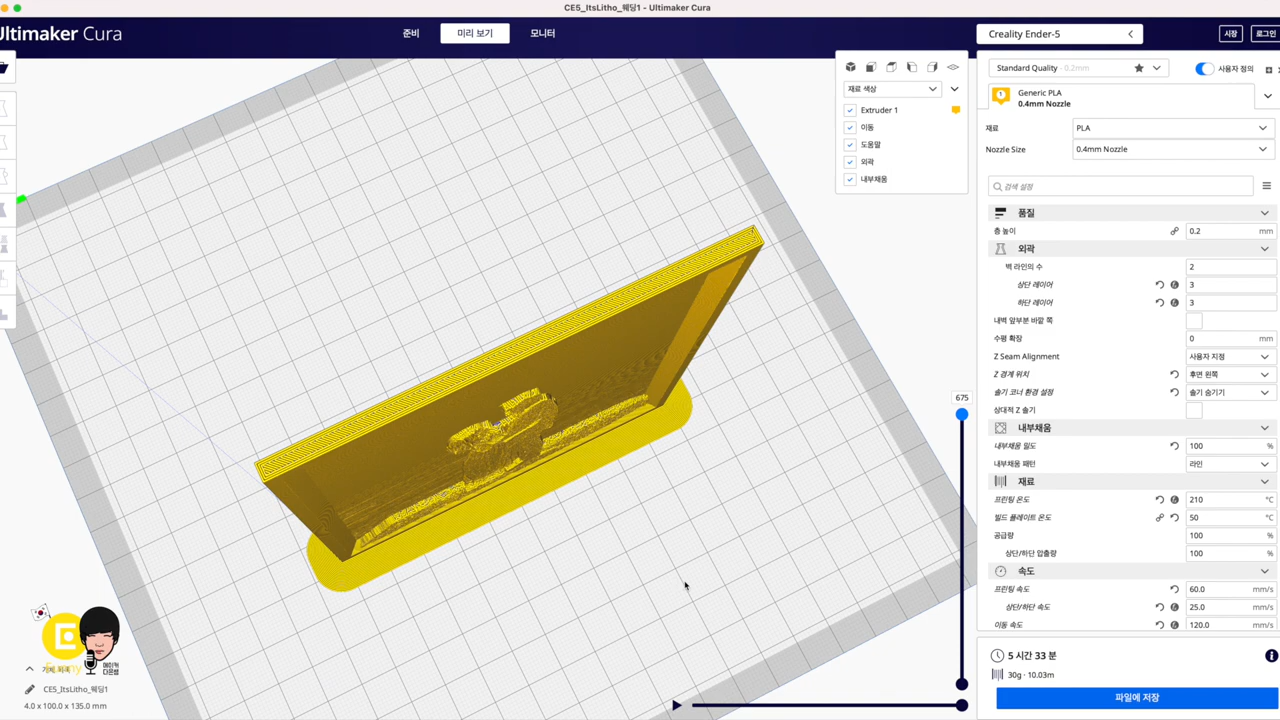 CE5_ItsLitho_웨딩1 - Ultimaker Cura
Ultimaker Cura
준비
미리 보기
모니터
Creality Ender-5
시장
로그인
재료 색상
Extruder 1
이동
도움말
외곽
내부채움
Standard Quality - 0.2mm
사용자 정의
1
Generic PLA
0.4mm Nozzle
재료
PLA
Nozzle Size
0.4mm Nozzle
검색 설정
품질
층 높이
0.2
mm
외곽
벽 라인의 수
2
상단 레이어
3
하단 레이어
3
내벽 앞부분 바깥 쪽
수평 확장
0
mm
Z Seam Alignment
사용자 지정
Z 경계 위치
후면 왼쪽
솔기 코너 환경 설정
솔기 숨기기
상대적 Z 솔기
내부채움
내부채움 밀도
100
%
내부채움 패턴
라인
재료
프린팅 온도
210
°C
빌드 플레이트 온도
50
°C
공급량
100
%
상단/하단 압출량
100
%
속도
프린팅 속도
60.0
mm/s
상단/하단 속도
25.0
mm/s
이동 속도
120.0
mm/s
675
5 시간 33 분
30g · 10.03m
파일에 저장
메이커
다은쌤
CE5_ItsLitho_웨딩1
4.0 x 100.0 x 135.0 mm